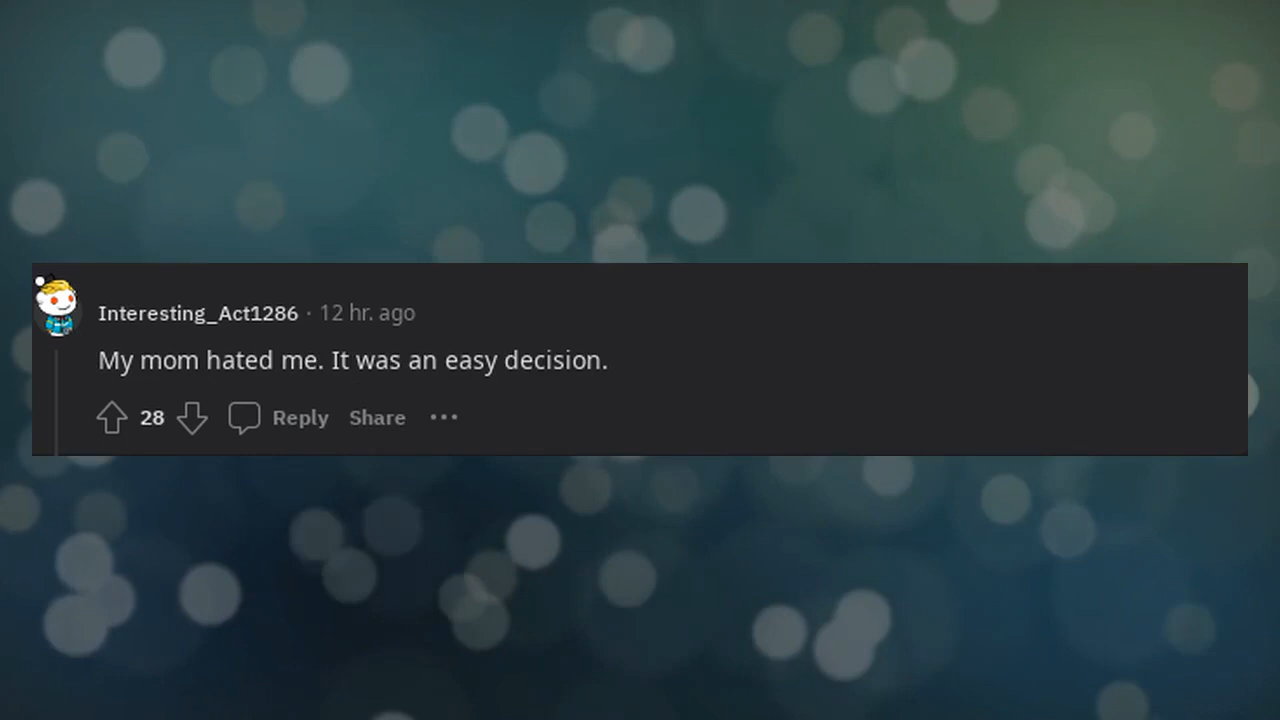 Interesting_Act1286 · 12 hr. ago
My mom hated me. It was an easy decision.
28 Reply Share ···